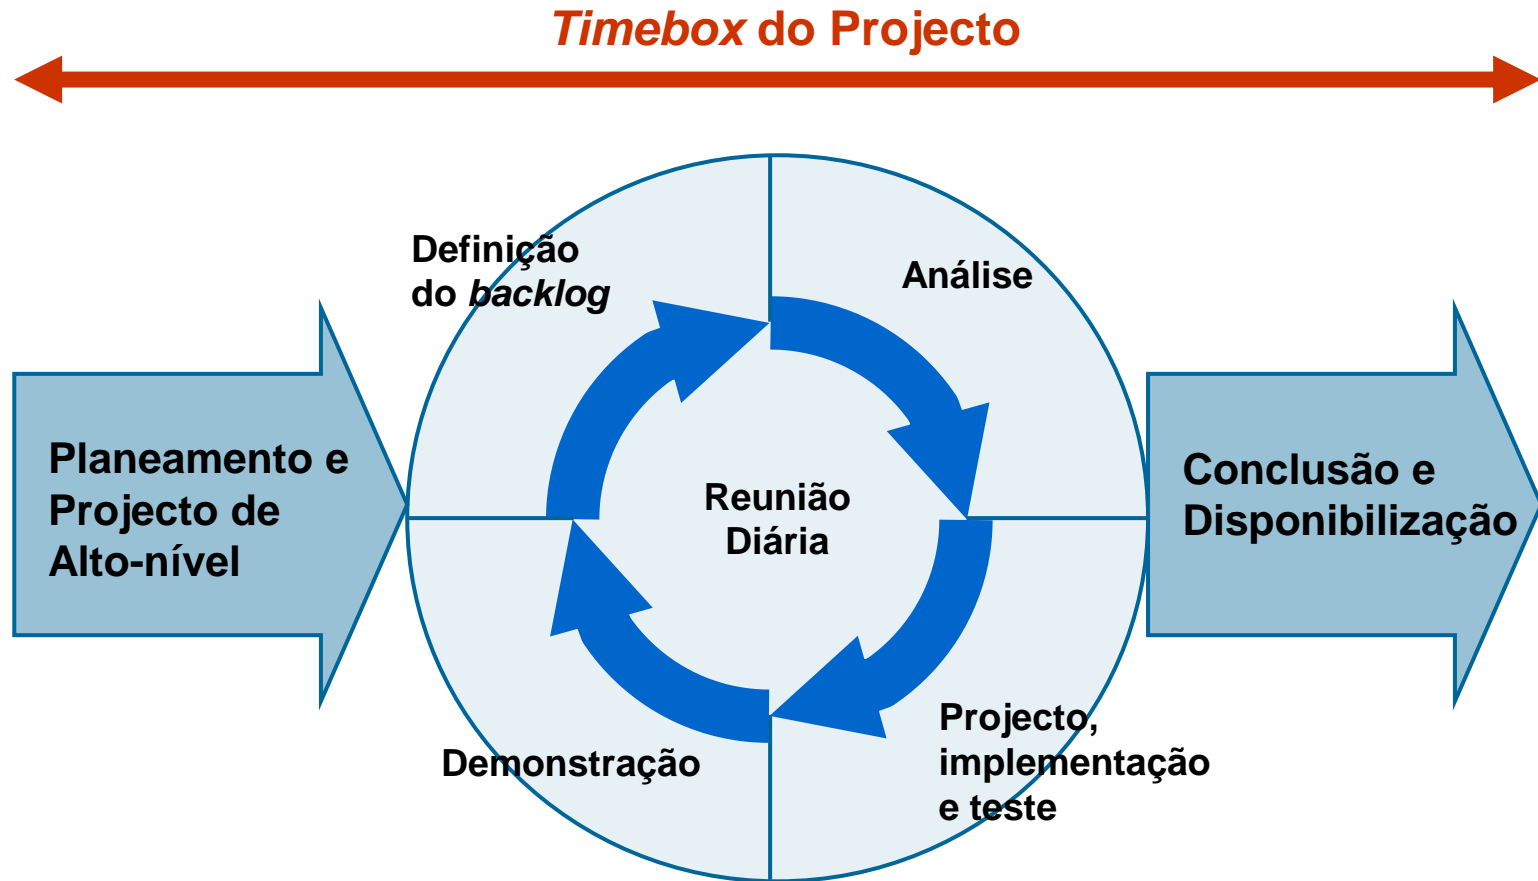 Timebox do Projecto
Definição
do backlog
Análise
Planeamento e
Projecto de
Alto-nível
Reunião
Diária
Conclusão e
Disponibilização
Demonstração
Projecto,
implementação
e teste